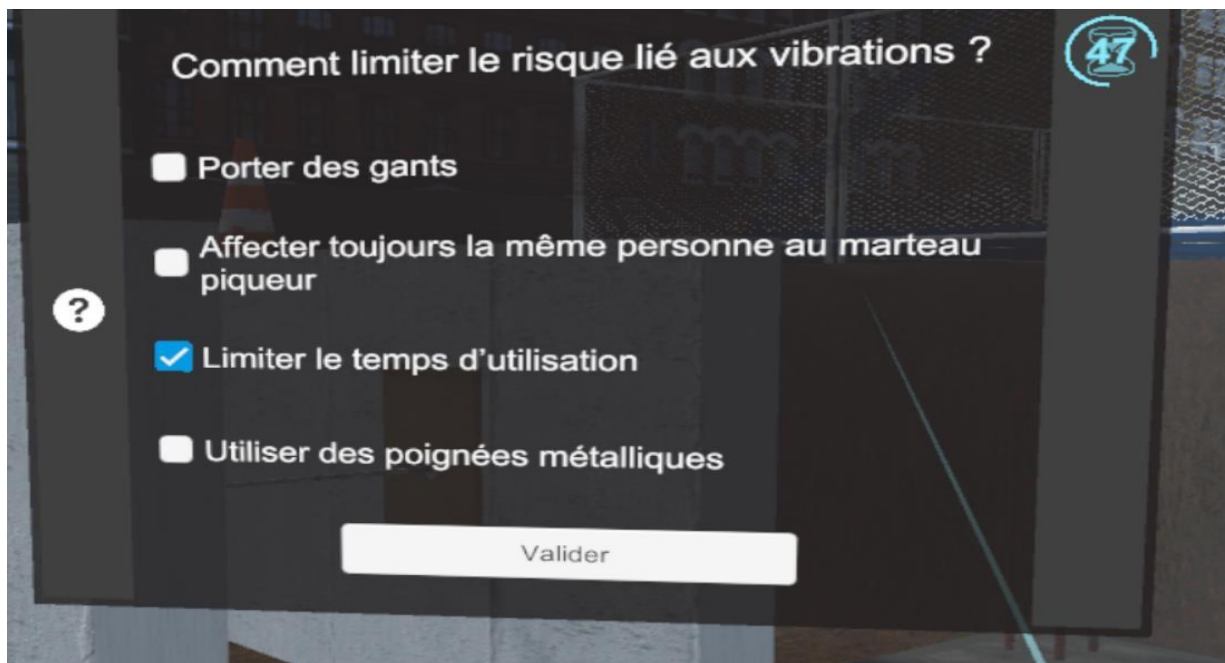 Comment limiter le risque lié aux vibrations ?
47
Porter des gants
Affecter toujours la même personne au marteau
piqueur
?
Limiter le temps d'utilisation
Utiliser des poignées métalliques
Valider